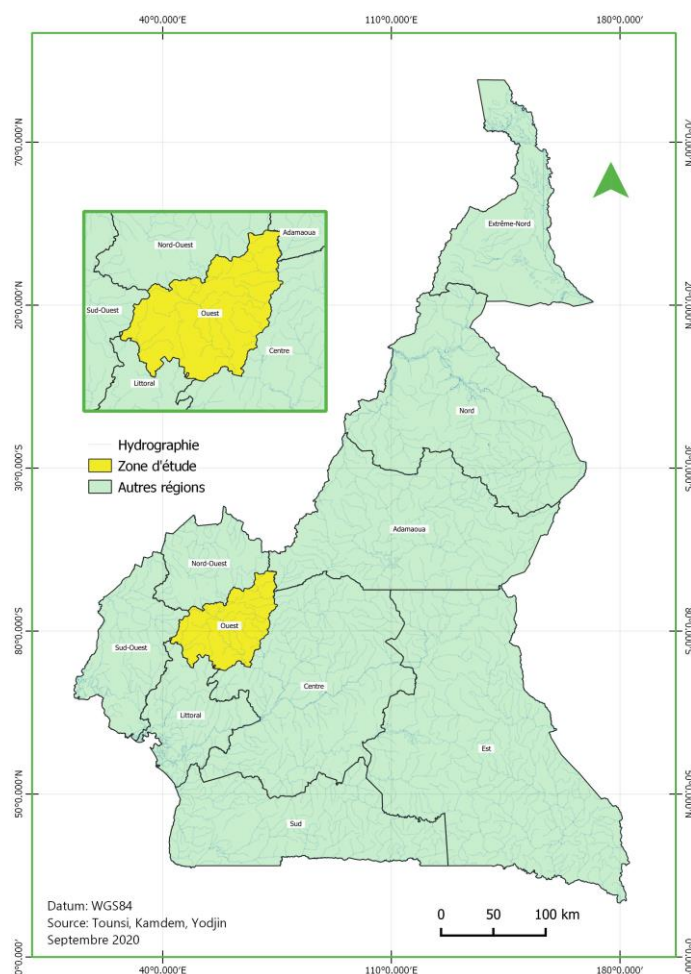 40°0.000'E
110°0.000'E
180°0.000'
70°0.000'N
20°0.000'N
30°0.000'S
80°0.000'S
50°0.000'N
Adamaoua
Nord-Ouest
Sud-Ouest
Ouest
Centre
Littoral
Hydrographie
Zone d'étude
Autres régions
Extrême-Nord
Nord
Adamaoua
Nord-Ouest
Ouest
Sud-Ouest
Centre
Littoral
Est
Sud
Datum: WGS84
Source: Tounsi, Kamdem, Yodjin
Septembre 2020
0 50 100 km
40°0.000'E
110°0.000'E
180°0.000'